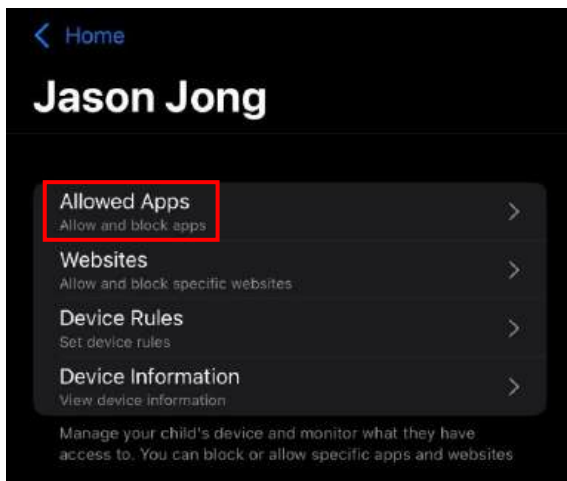 Home
Jason Jong
Allowed Apps
Allow and block apps
Websites
Allow and block specific websites
Device Rules
Set device rules
Device Information
View device information
Manage your child's device and monitor what they have
access to. You can block or allow specific apps and websites